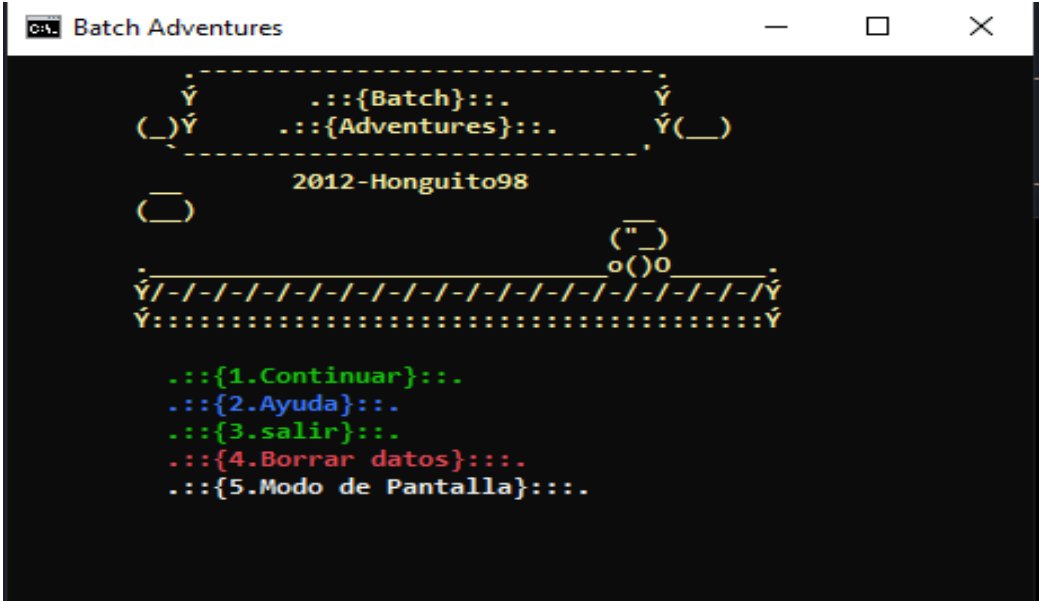 Batch Adventures
.::{Batch}::.
.::{Adventures}::.
2012-Honguito98
.::{1.Continuar}::.
.::{2.Ayuda}::.
.::{3.salir}::.
.::{4.Borrar datos}:::.
.::{5.Modo de Pantalla}:::.